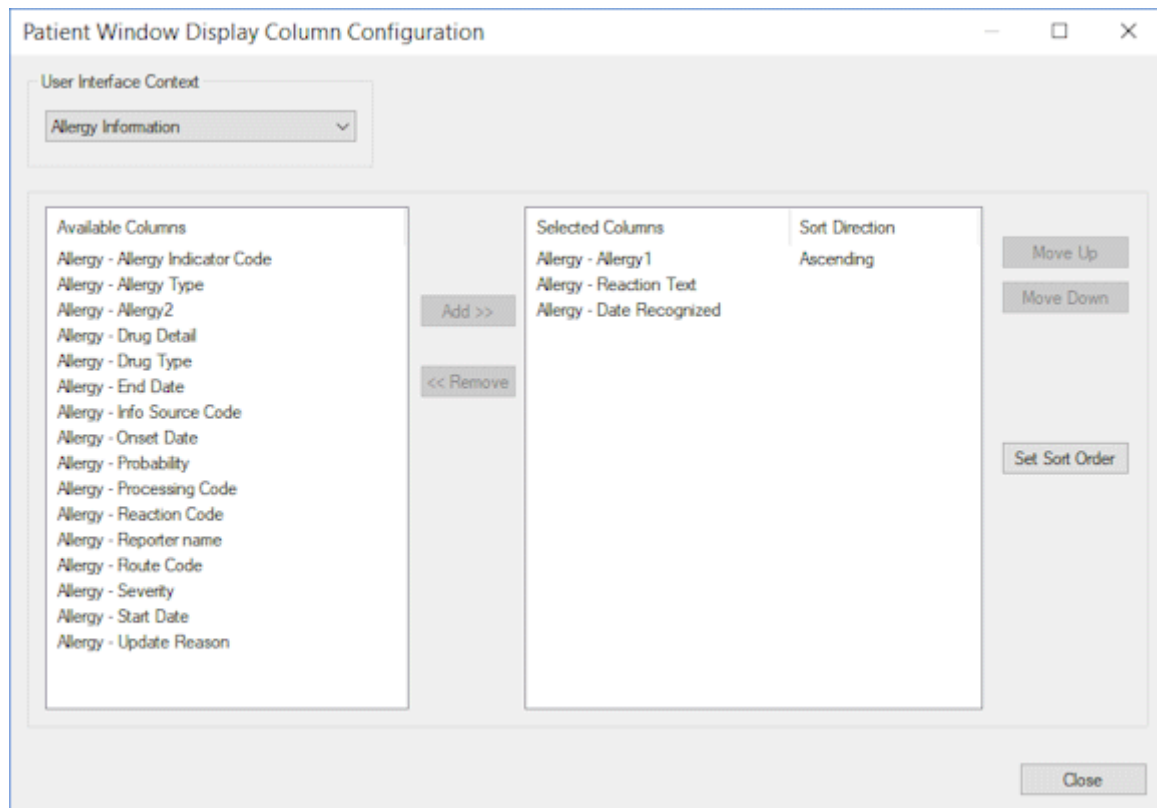 Patient Window Display Column Configuration
User Interface Context
Allergy Information
Available Columns
Allergy - Allergy Indicator Code
Allergy - Allergy Type
Allergy - Allergy2
Allergy - Drug Detail
Allergy - Drug Type
Allergy - End Date
Allergy - Info Source Code
Allergy - Onset Date
Allergy - Probability
Allergy - Processing Code
Allergy - Reaction Code
Allergy - Reporter name
Allergy - Route Code
Allergy - Severity
Allergy - Start Date
Allergy - Update Reason
Add >>
<< Remove
Selected Columns Sort Direction
Allergy - Allergy1 Ascending
Allergy - Reaction Text
Allergy - Date Recognized
Move Up
Move Down
Set Sort Order
Close